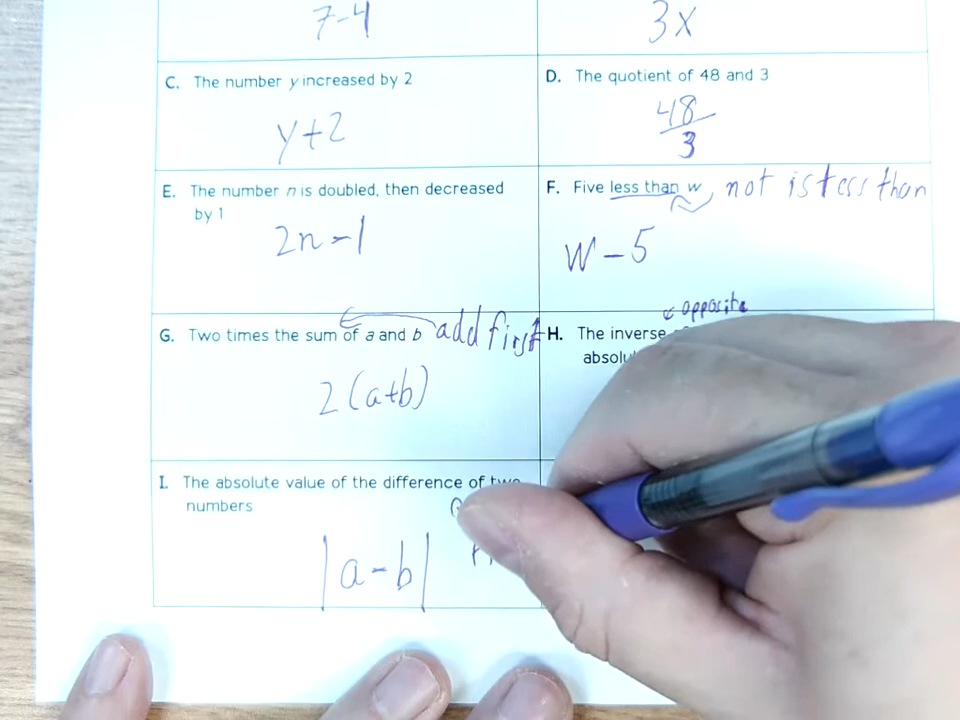 7-4
3x
C. The number y increased by 2
y+2
D. The quotient of 48 and 3
48
3
E. The number n is doubled, then decreased
by 1
2n-1
F. Five less than w, not is less than
w-5
G. Two times the sum of a and b add first
2(a+b)
opposite
H. The inverse
I. The absolute value of the difference of two
numbers
|a-b|